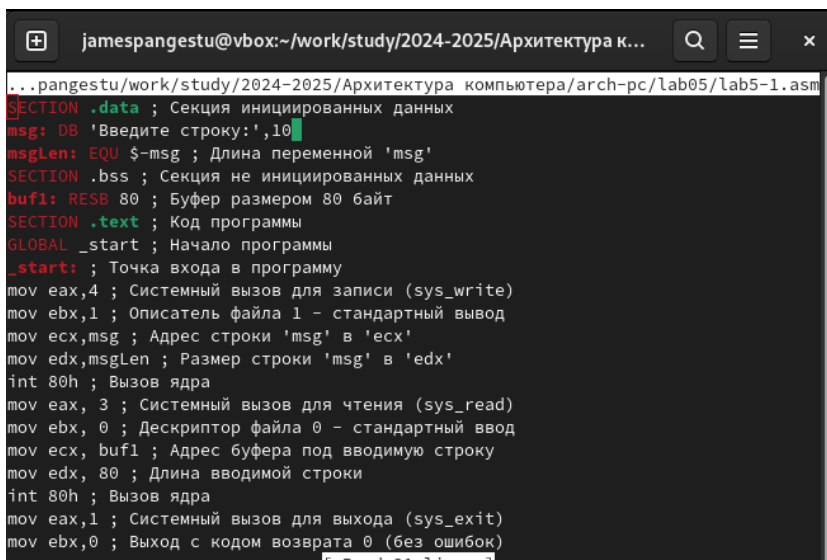 jamespangestu@vbox:~/work/study/2024-2025/Архитектура к...
...pangestu/work/study/2024-2025/Архитектура компьютера/arch-pc/lab05/lab5-1.asm
SECTION .data ; Секция инициированных данных
msg: DB 'Введите строку:',10
msgLen: EQU $-msg ; Длина переменной 'msg'
SECTION .bss ; Секция не инициированных данных
buf1: RESB 80 ; Буфер размером 80 байт
SECTION .text ; Код программы
GLOBAL _start ; Начало программы
_start: ; Точка входа в программу
mov eax,4 ; Системный вызов для записи (sys_write)
mov ebx,1 ; Описатель файла 1 - стандартный вывод
mov ecx,msg ; Адрес строки 'msg' в 'ecx'
mov edx,msgLen ; Размер строки 'msg' в 'edx'
int 80h ; Вызов ядра
mov eax, 3 ; Системный вызов для чтения (sys_read)
mov ebx, 0 ; Дескриптор файла 0 - стандартный ввод
mov ecx, buf1 ; Адрес буфера под вводимую строку
mov edx, 80 ; Длина вводимой строки
int 80h ; Вызов ядра
mov eax,1 ; Системный вызов для выхода (sys_exit)
mov ebx,0 ; Выход с кодом возврата 0 (без ошибок)